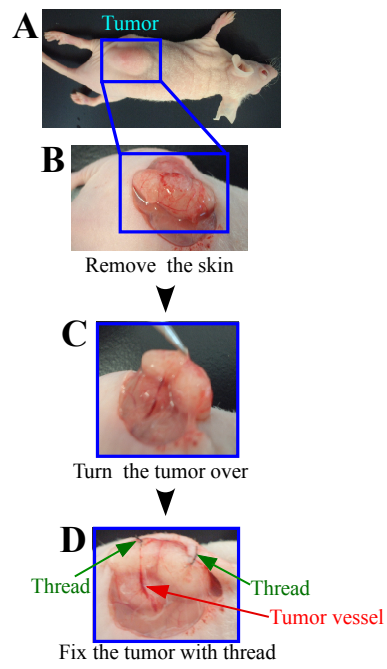 A
Tumor
B
Remove the skin
C
Turn the tumor over
D
Thread
Thread
Tumor vessel
Fix the tumor with thread